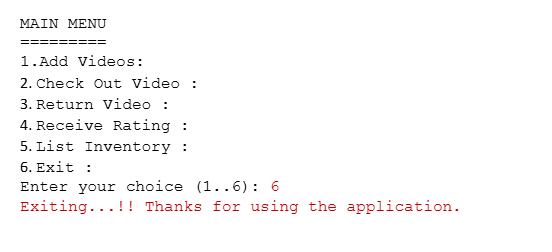 MAIN MENU
=========
1.Add Videos:
2.Check Out Video :
3.Return Video :
4.Receive Rating :
5.List Inventory :
6.Exit :
Enter your choice (1..6): 6
Exiting...!! Thanks for using the application.